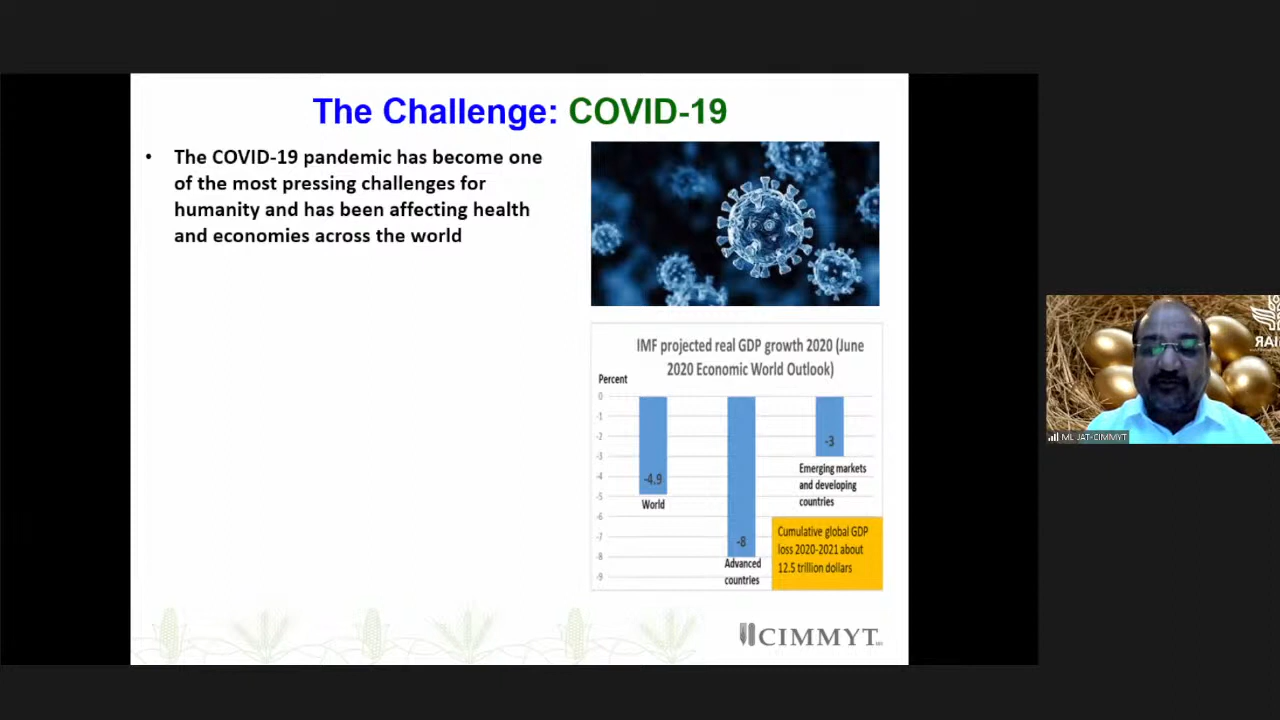 The Challenge: COVID-19
• The COVID-19 pandemic has become one
of the most pressing challenges for
humanity and has been affecting health
and economies across the world
IMF projected real GDP growth 2020 (June
2020 Economic World Outlook)
Percent
0
-1
-2
-3
-4
-5
-6
-7
-8
-9
-4.9
World
-8
Advanced
countries
-3
Emerging markets
and developing
countries
Cumulative global GDP
loss 2020-2021 about
12.5 trillion dollars
CIMMYT
ML JAT-CIMMYT